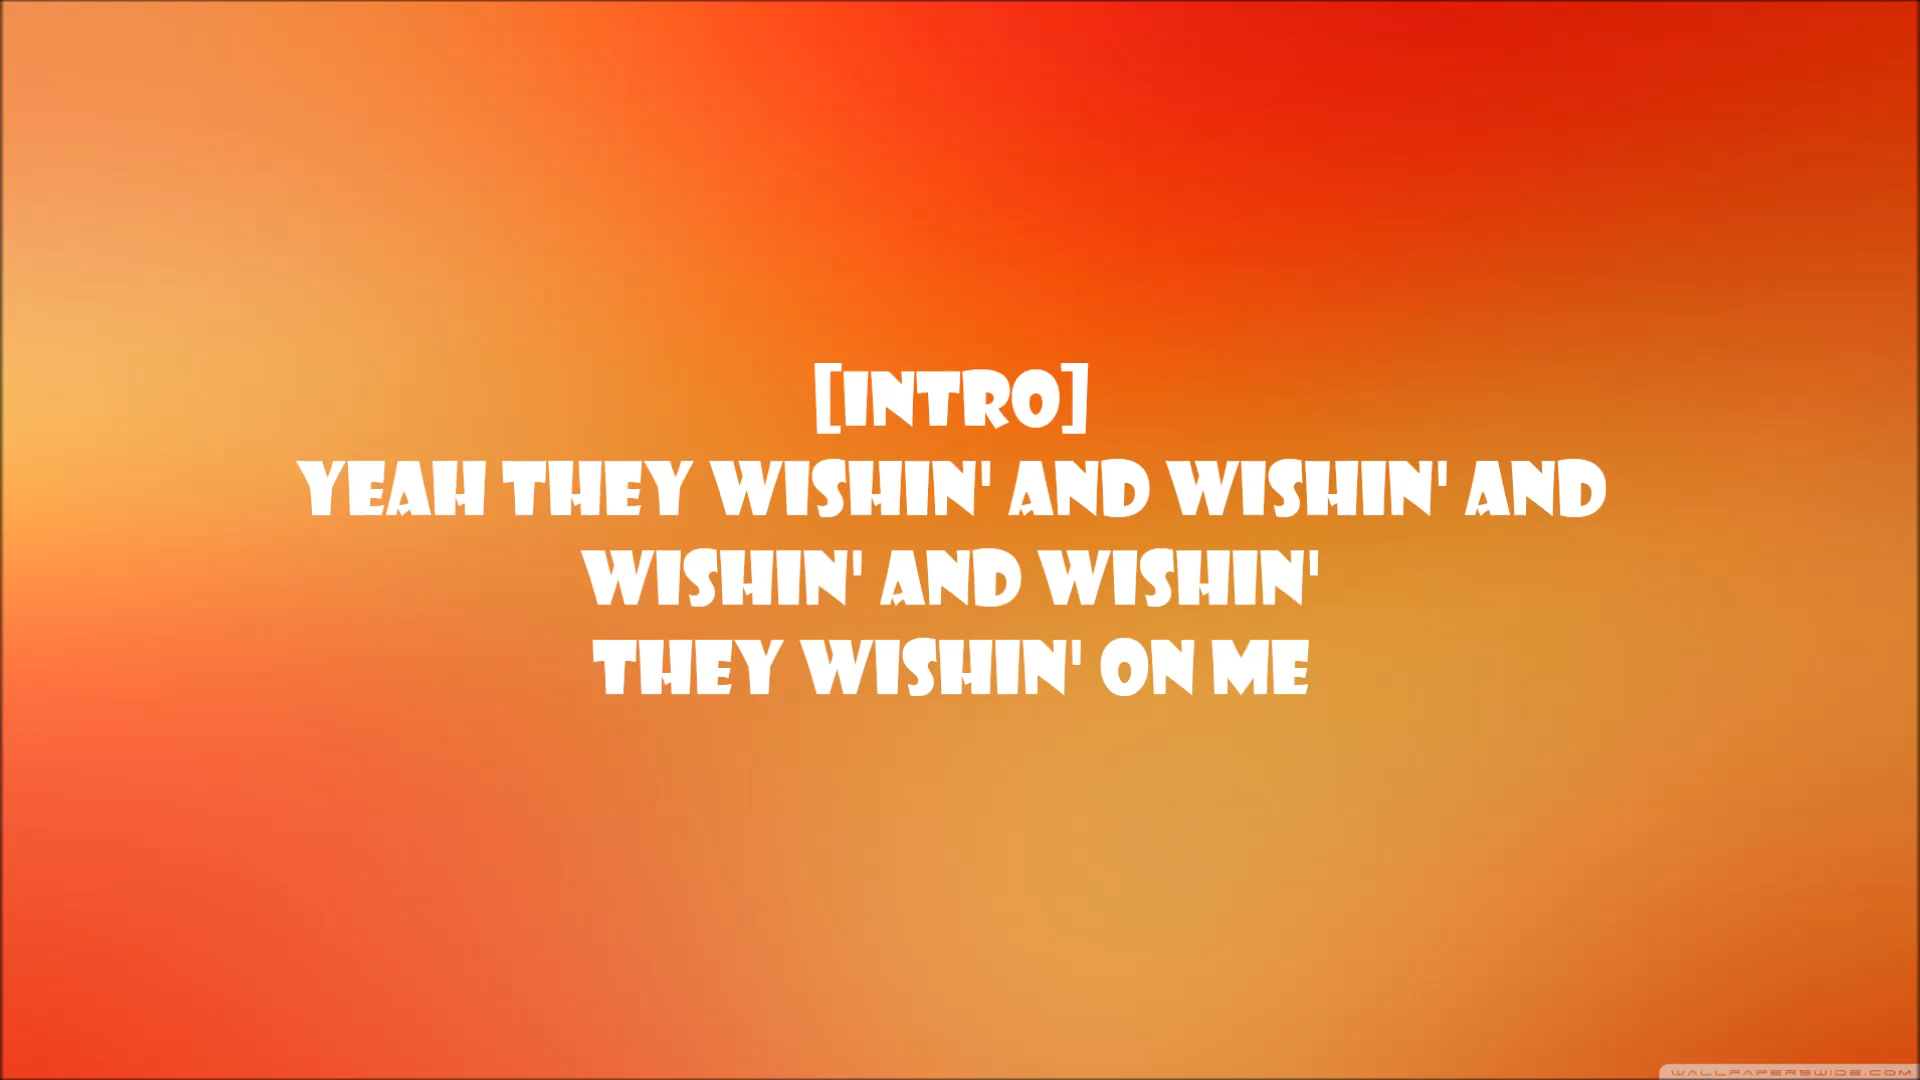 [INTRO]
YEAH THEY WISHIN' AND WISHIN' AND
WISHIN' AND WISHIN'
THEY WISHIN' ON ME
WALLPAPERSWIDE.COM